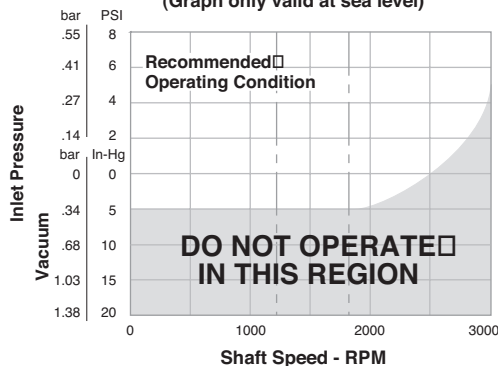 (Graph only valid at sea level)
bar PSI
.55 8
.41 6
.27 4
.14 2
bar In-Hg
0 0
.34 5
.68 10
1.03 15
1.38 20
Inlet Pressure
Vacuum
Recommended□
Operating Condition
DO NOT OPERATE□
IN THIS REGION
0 1000 2000 3000
Shaft Speed - RPM